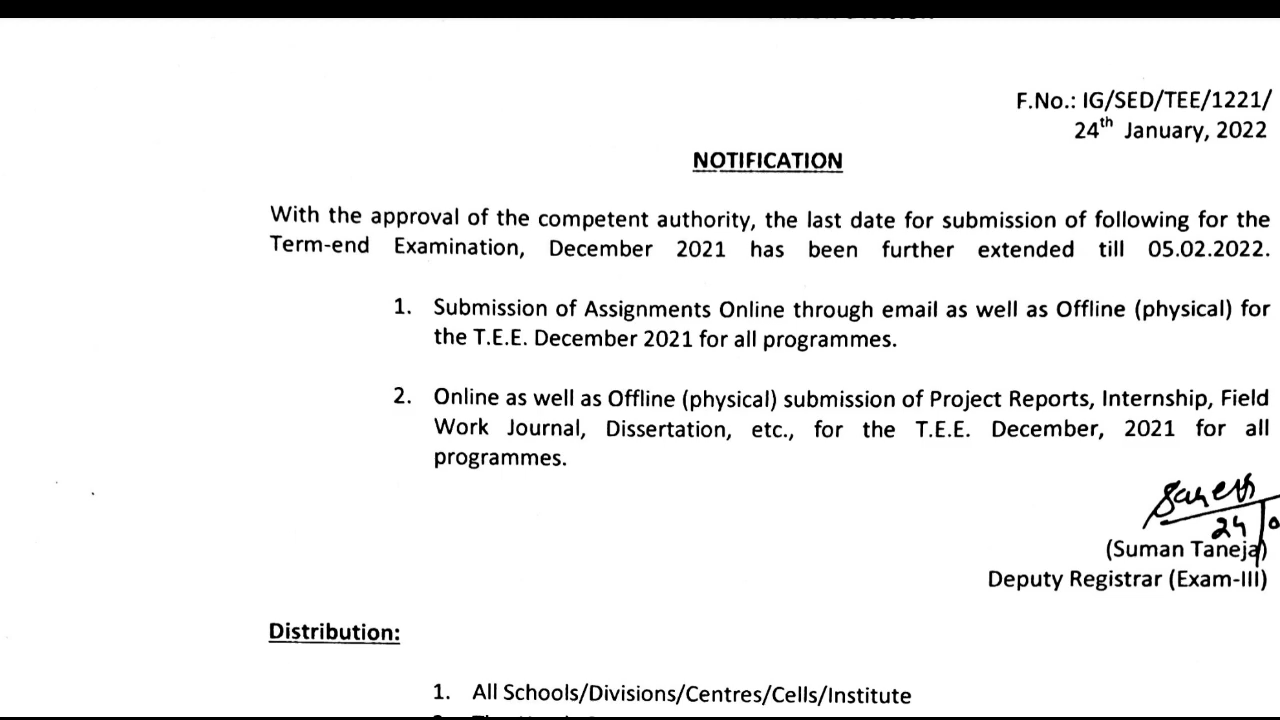 F.No.: IG/SED/TEE/1221/
24th January, 2022
NOTIFICATION
With the approval of the competent authority, the last date for submission of following for the
Term-end Examination, December 2021 has been further extended till 05.02.2022.
1. Submission of Assignments Online through email as well as Offline (physical) for
the T.E.E. December 2021 for all programmes.
2. Online as well as Offline (physical) submission of Project Reports, Internship, Field
Work Journal, Dissertation, etc., for the T.E.E. December, 2021 for all
programmes.
24
(Suman Taneja)
Deputy Registrar (Exam-III)
Distribution:
1. All Schools/Divisions/Centres/Cells/Institute